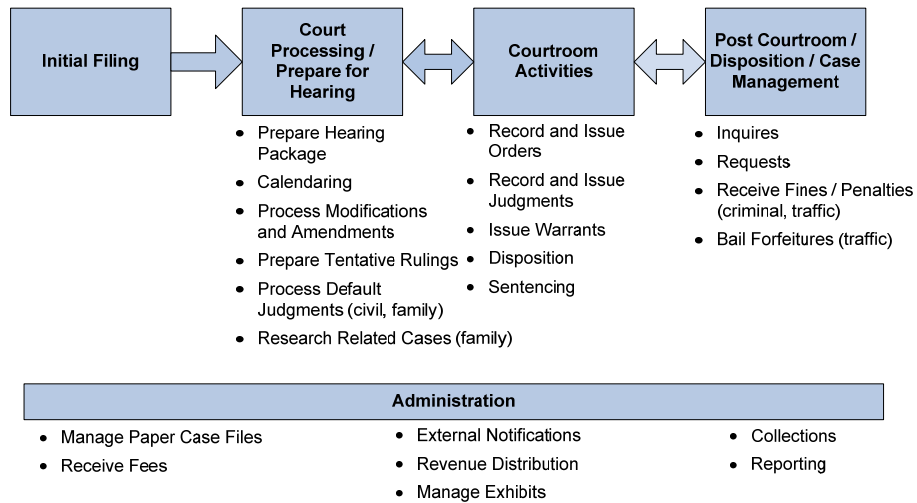 Initial Filing
Court
Processing /
Prepare for
Hearing
Courtroom
Activities
Post Courtroom /
Disposition / Case
Management
• Prepare Hearing
Package
• Calendaring
• Process Modifications
and Amendments
• Prepare Tentative Rulings
• Process Default
Judgments (civil, family)
• Research Related Cases (family)
• Record and Issue
Orders
• Record and Issue
Judgments
• Issue Warrants
• Disposition
• Sentencing
• Inquires
• Requests
• Receive Fines / Penalties
(criminal, traffic)
• Bail Forfeitures (traffic)
Administration
• Manage Paper Case Files
• Receive Fees
• External Notifications
• Revenue Distribution
• Manage Exhibits
• Collections
• Reporting